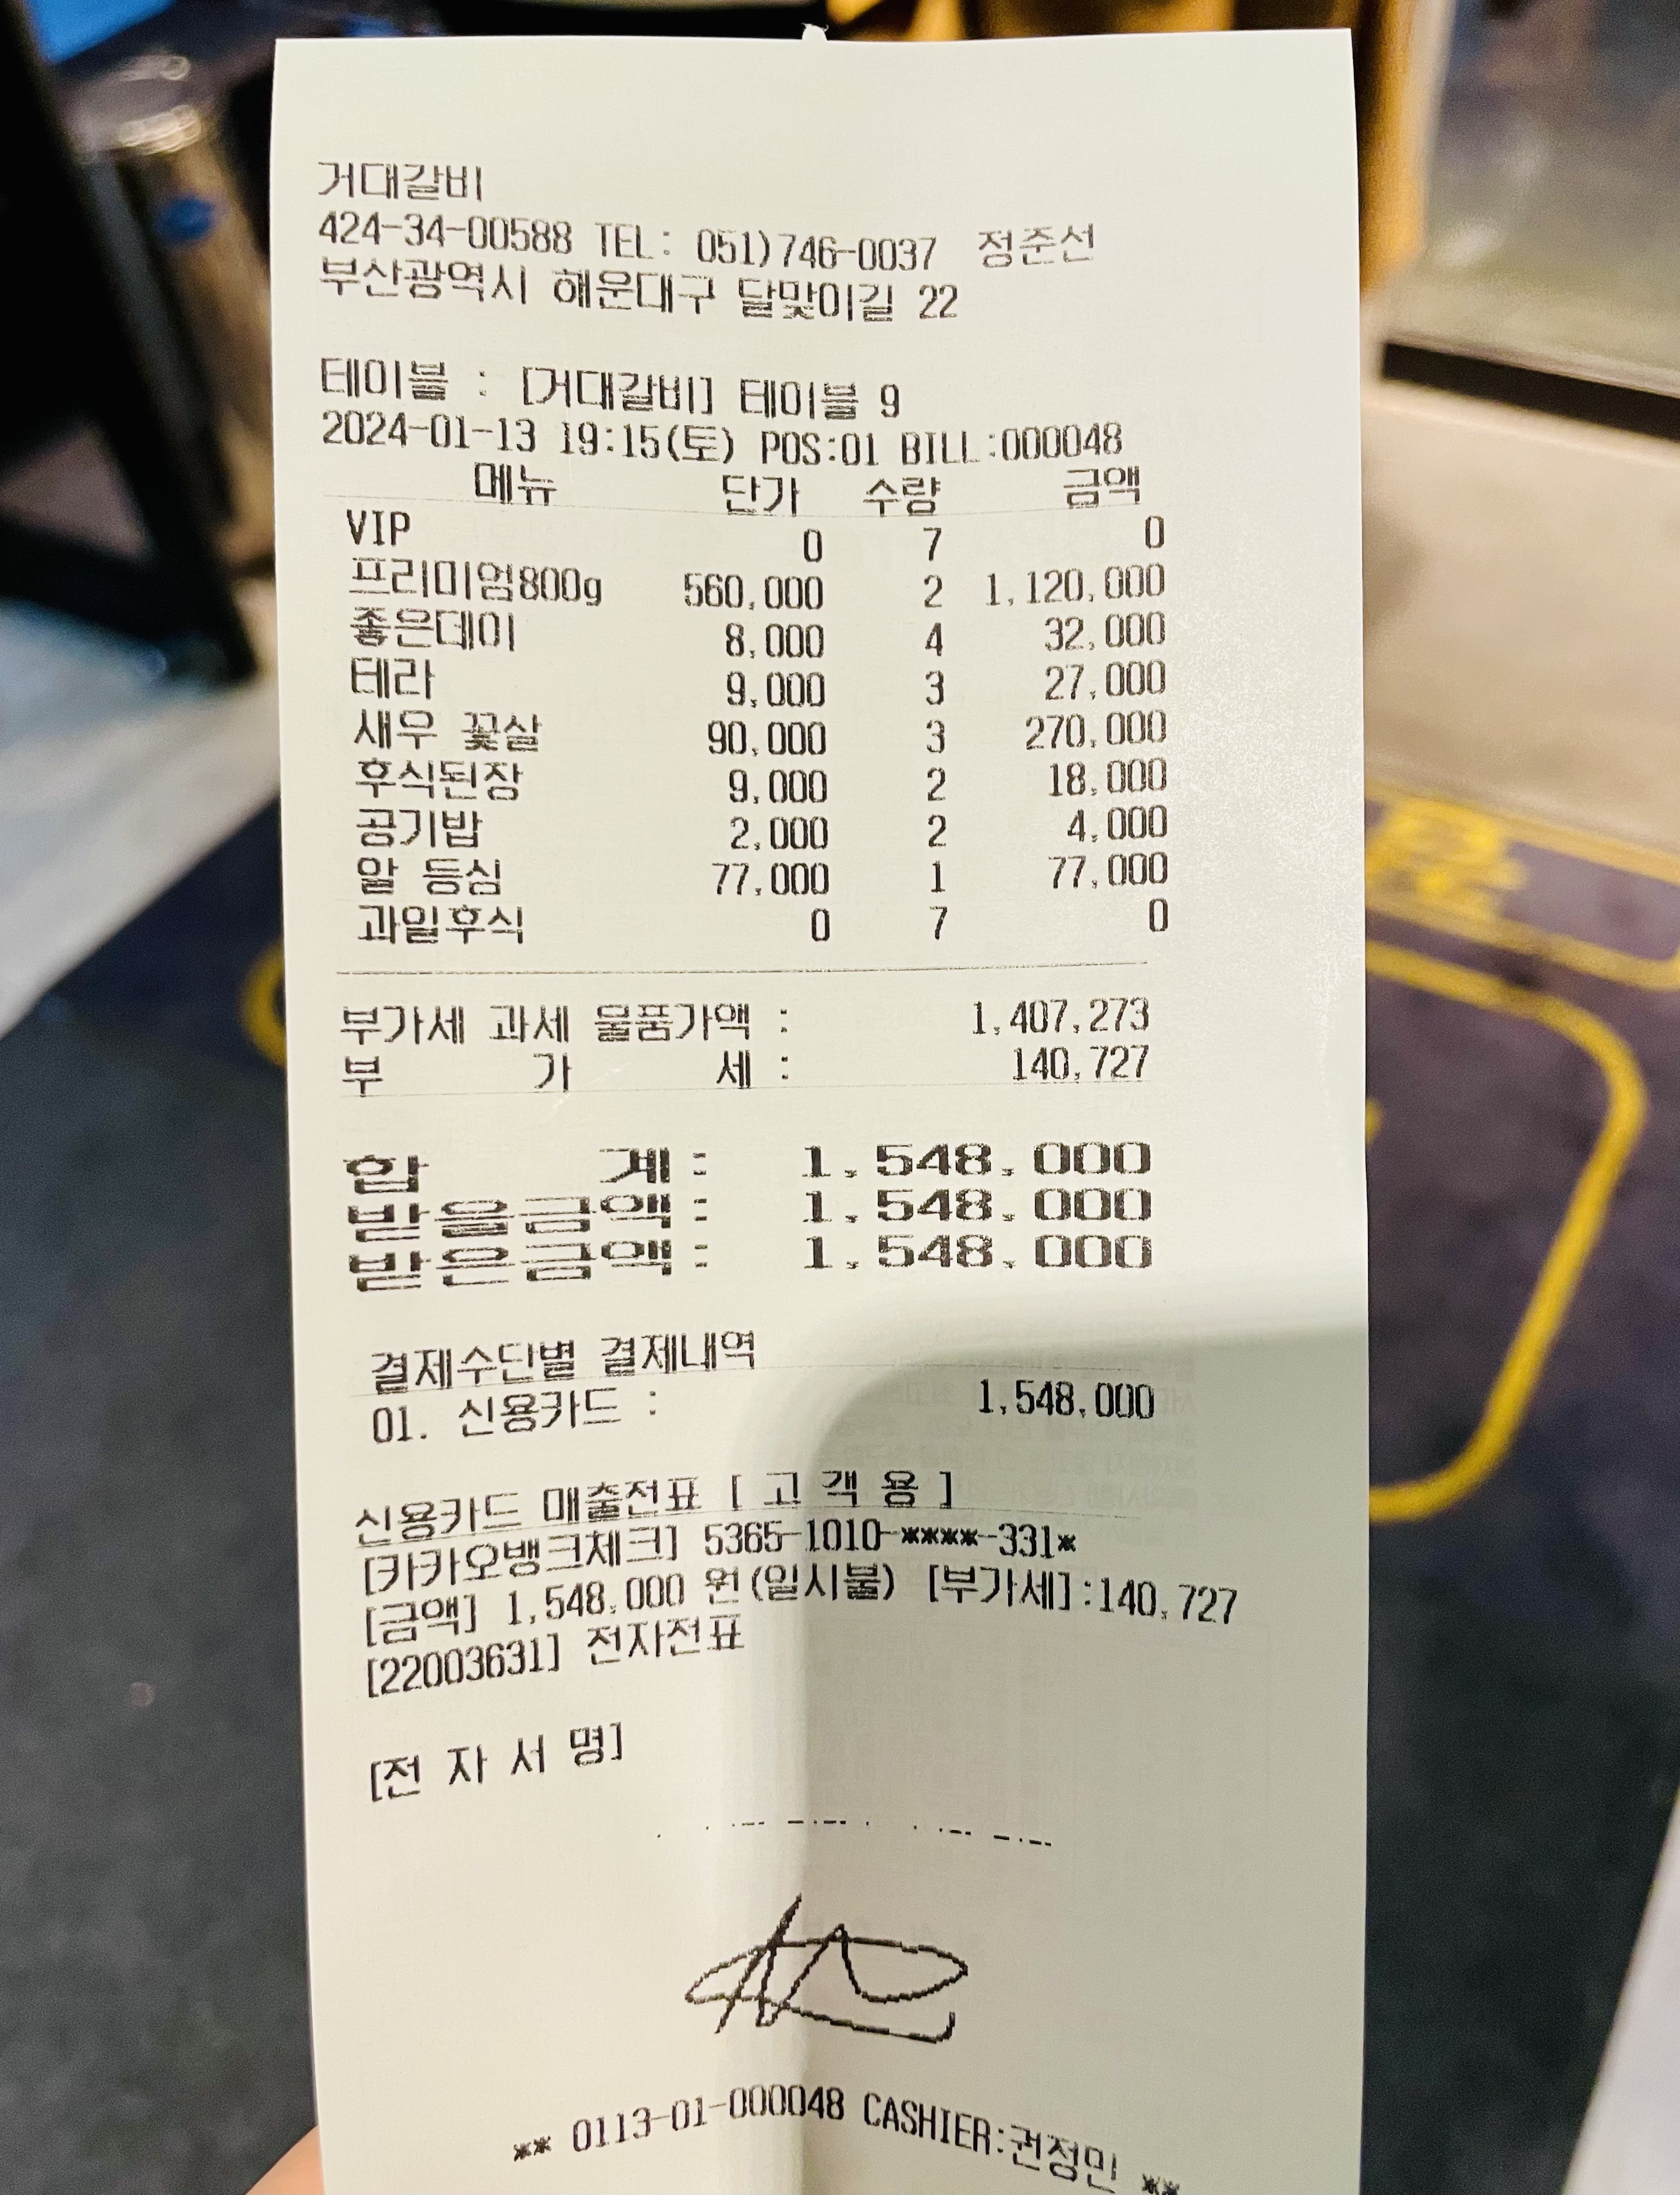 거대갈비
424-34-00588 TEL: 051)746-0037 정준선
부산광역시 해운대구 달맞이길 22
테이블 : [거대갈비] 테이블 9
2024-01-13 19:15(토) POS:01 BILL:000048
메뉴 단가 수량 금액
VIP 0 7 0
프리미엄800g 560,000 2 1,120,000
좋은데이 8,000 4 32,000
테라 9,000 3 27,000
새우 꽃살 90,000 3 270,000
후식된장 9,000 2 18,000
공기밥 2,000 2 4,000
알 등심 77,000 1 77,000
과일후식 0 7 0
부가세 과세 물품가액 : 1,407,273
부 가 세 : 140,727
합 계 : 1,548,000
받을금액 : 1,548,000
받은금액 : 1,548,000
결제수단별 결제내역
01. 신용카드 : 1,548,000
신용카드 매출전표 [ 고 객 용 ]
[카카오뱅크체크] 5365-1010-****-331*
[금액] 1,548,000 원(일시불) [부가세]:140,727
[22003631] 전자전표
[전 자 서 명]
** 0113-01-000048 CASHIER:권정민 **